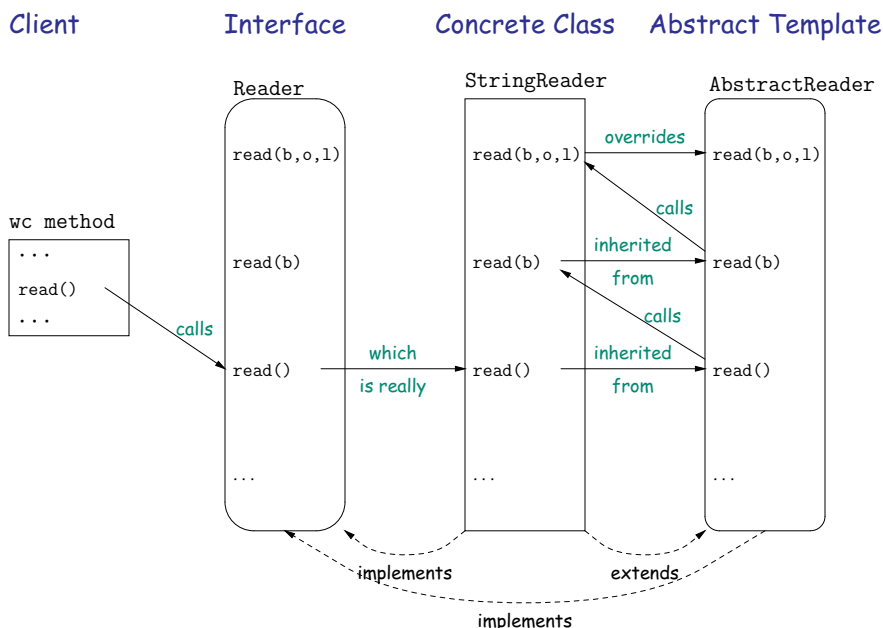 Client Interface Concrete Class Abstract Template
Reader StringReader AbstractReader
read(b,o,l) read(b,o,l) overrides read(b,o,l)
calls
wc method
...
read()
...
read(b) read(b) inherited from read(b)
calls
calls
read() which is really read() inherited from read()
... ... ...
implements extends
implements